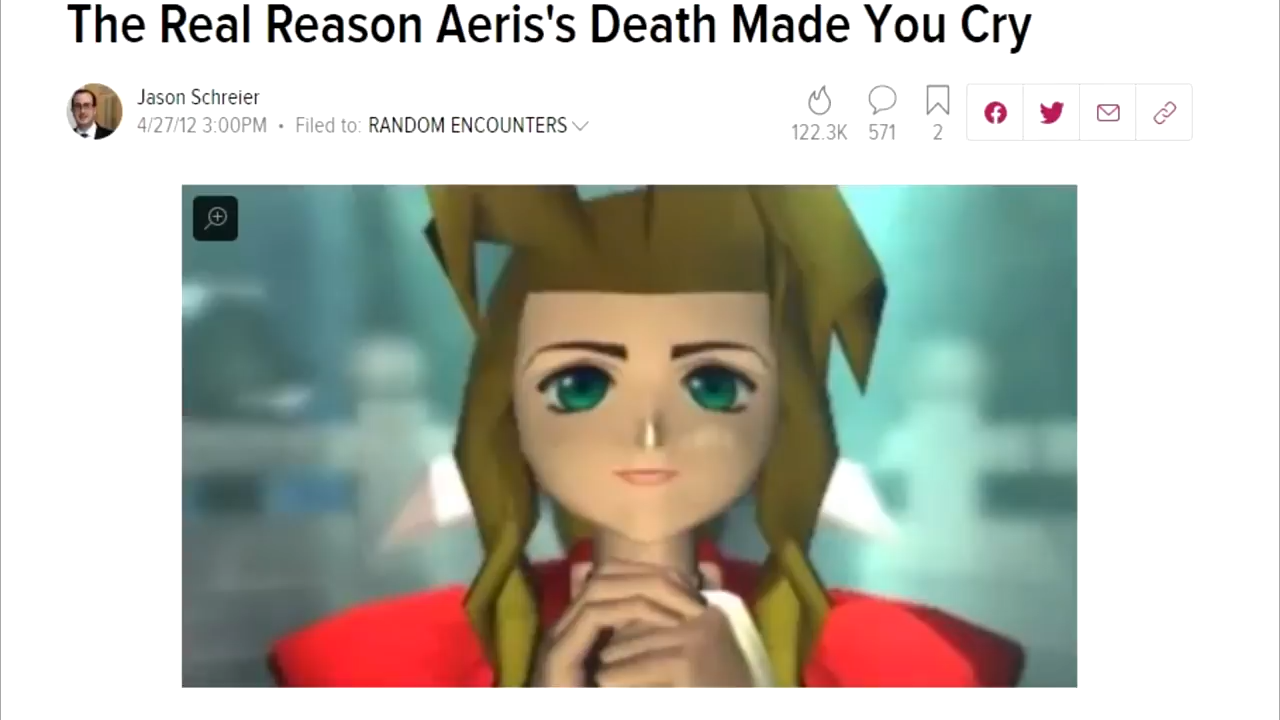 The Real Reason Aeris's Death Made You Cry
Jason Schreier
4/27/12 3:00PM • Filed to: RANDOM ENCOUNTERS
122.3K 571 2